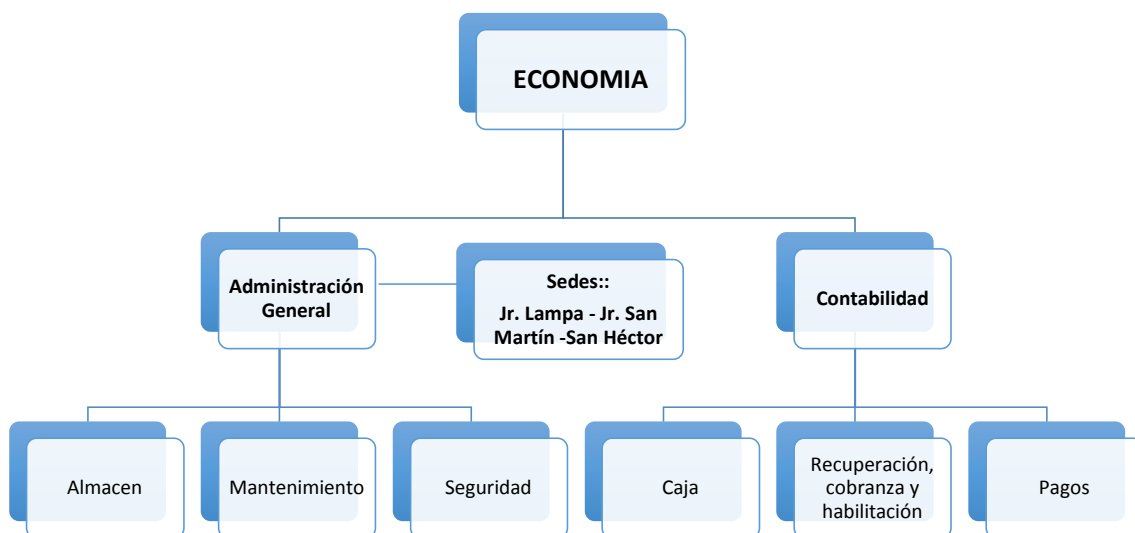 ECONOMIA
Administración
General
Sedes::
Jr. Lampa - Jr. San
Martín -San Héctor
Contabilidad
Almacen
Mantenimiento
Seguridad
Caja
Recuperación,
cobranza y
habilitación
Pagos